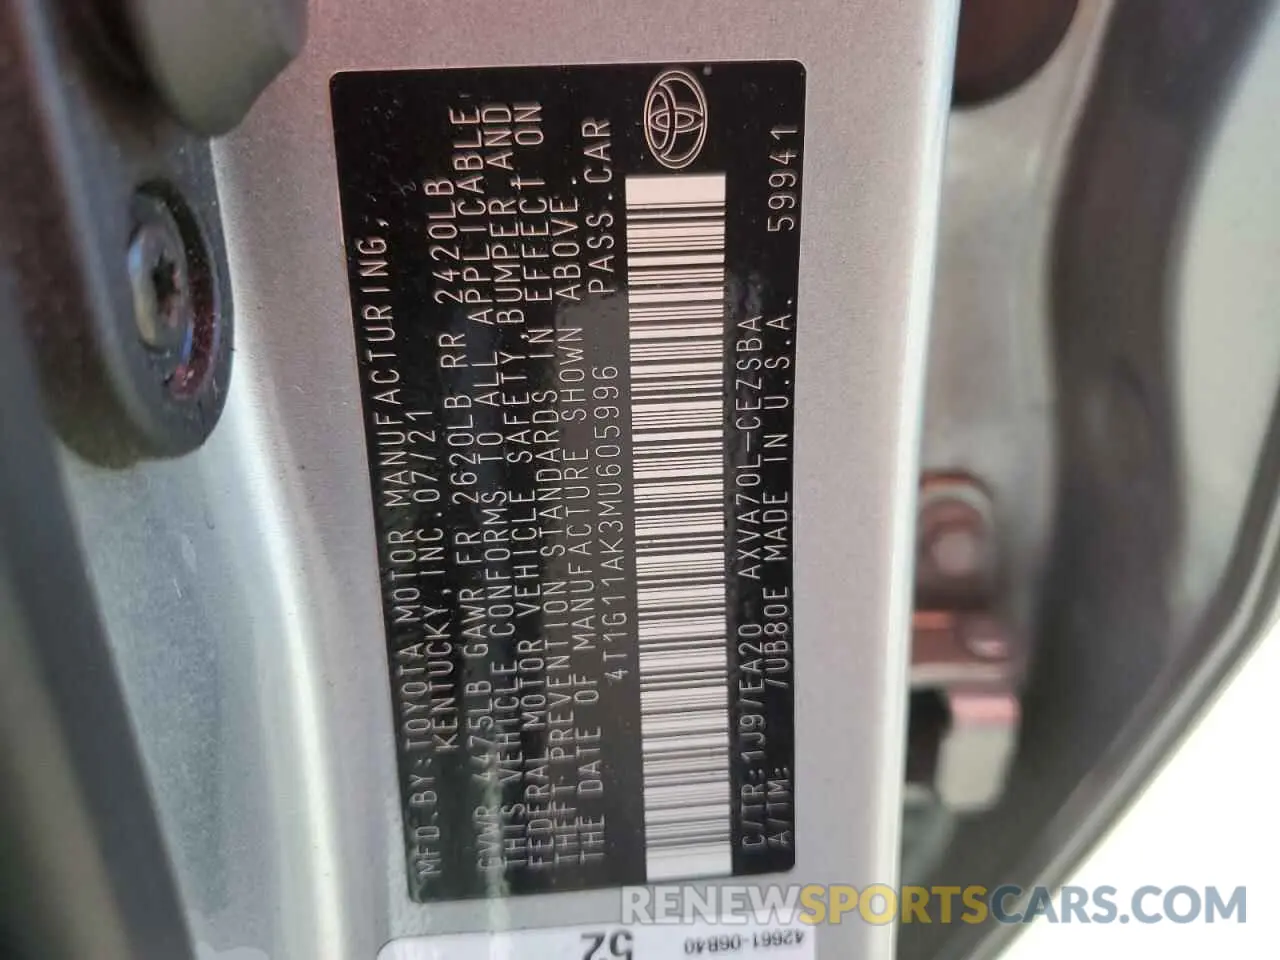 MFD.BY:TOYOTA MOTOR MANUFACTURING,
KENTUCKY,INC.07/21
GVWR 4475LB GAWR FR 2620LB RR 2420LB
THIS VEHICLE CONFORMS TO ALL APPLICABLE
FEDERAL MOTOR VEHICLE SAFETY,BUMPER,AND
THEFT PREVENTION STANDARDS IN EFFECT ON
THE DATE OF MANUFACTURE SHOWN ABOVE.
4T1G11AK3MU605996 PASS.CAR
C/TR:1J9/EA20 AXVA70L-CEZSBA 59941
A/TM: /UB80E MADE IN U.S.A.
52 42661-06B40
RENEWSPORTSCARS.COM